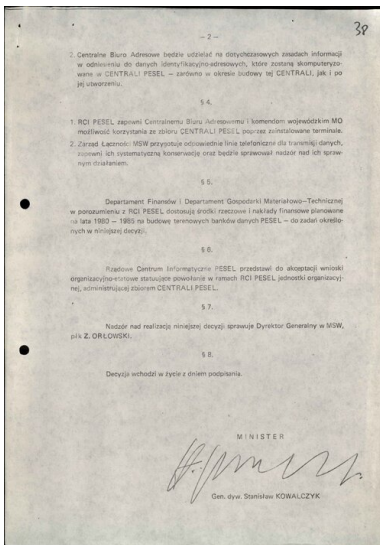 38
— 2 —
2. Centralne Biuro Adresowe będzie udzielać na dotychczasowych zasadach informacji
w odniesieniu do danych identyfikacyjno-adresowych, które zostaną skomputeryzo-
wane w CENTRALI PESEL — zarówno w okresie budowy tej CENTRALI, jak i po
jej utworzeniu.
§ 4.
1. RCI PESEL zapewni Centralnemu Biuru Adresowemu i komendom wojewódzkim MO
możliwość korzystania ze zbioru CENTRALI PESEL poprzez zainstalowane terminale.
2. Zarząd Łączności MSW przygotuje odpowiednie linie telefoniczne dla transmisji danych,
zapewni ich systematyczną konserwację oraz będzie sprawował nadzór nad ich spraw-
nym działaniem.
§ 5.
Departament Finansów i Departament Gospodarki Materiałowo—Technicznej
w porozumieniu z RCI PESEL dostosują środki rzeczowe i nakłady finansowe planowane
na lata 1980 — 1985 na budowę terenowych banków danych PESEL — do zadań określo-
nych w niniejszej decyzji.
§ 6.
Rządowe Centrum Informatyczne PESEL przedstawi do akceptacji wnioski
organizacyjno-etatowe statuujące powołanie w ramach RCI PESEL jednostki organizacyj-
nej, administrującej zbiorem CENTRALI PESEL.
§ 7.
Nadzór nad realizacją niniejszej decyzji sprawuje Dyrektor Generalny w MSW,
płk Z. ORŁOWSKI.
§ 8.
Decyzja wchodzi w życie z dniem podpisania.
MINISTER
Gen. dyw. Stanisław KOWALCZYK